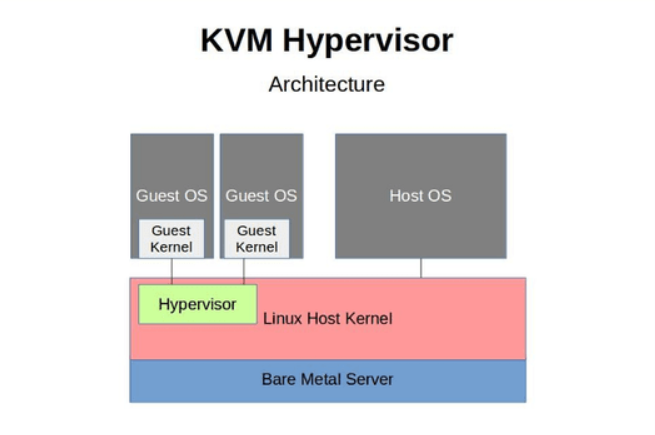 KVM Hypervisor
Architecture
Guest OS
Guest OS
Host OS
Guest
Kernel
Guest
Kernel
Hypervisor
Linux Host Kernel
Bare Metal Server